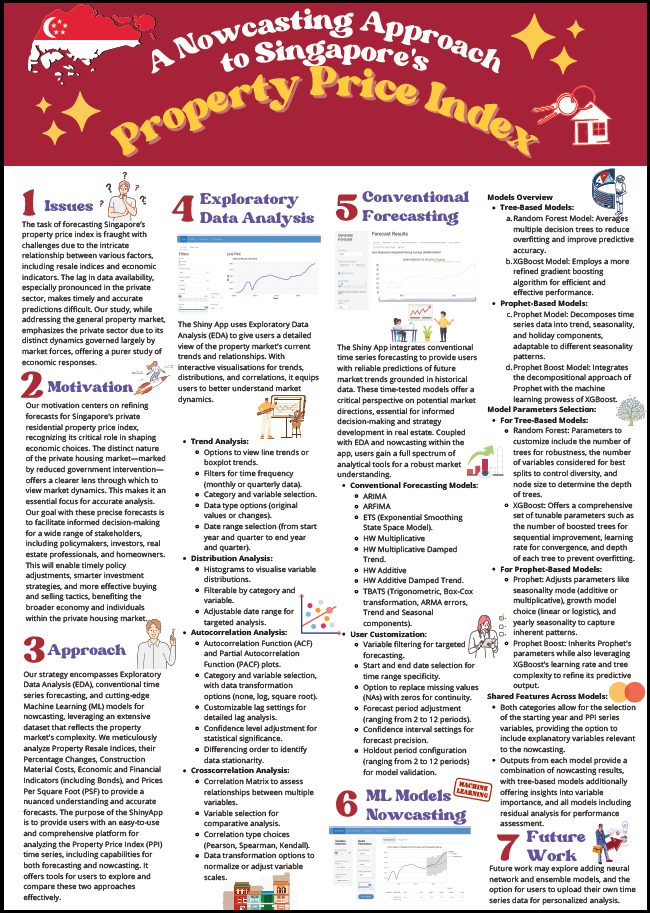 A Nowcasting Approach
to Singapore's
Property Price Index
1 Issues
The task of forecasting Singapore's
property price index is fraught with
challenges due to the intricate
relationship between various factors,
including resale indices and economic
indicators. The lag in data availability,
especially pronounced in the private
sector, makes timely and accurate
predictions difficult. Our study, while
addressing the general property market,
emphasizes the private sector due to its
distinct dynamics governed largely by
market forces, offering a purer study of
economic responses.
2 Motivation
Our motivation centers on refining
forecasts for Singapore's private
residential property price index,
recognizing its critical role in shaping
economic choices. The distinct nature
of the private housing market—marked
by reduced government intervention—
offers a clearer lens through which to
view market dynamics. This makes it an
essential focus for accurate analysis.
Our goal with these precise forecasts is
to facilitate informed decision-making
for a wide range of stakeholders,
including policymakers, investors, real
estate professionals, and homeowners.
This will enable timely policy
adjustments, smarter investment
strategies, and more effective buying
and selling tactics, benefiting the
broader economy and individuals
within the private housing market.
3 Approach
Our strategy encompasses Exploratory
Data Analysis (EDA), conventional time
series forecasting, and cutting-edge
Machine Learning (ML) models for
nowcasting, leveraging an extensive
dataset that reflects the property
market's complexity. We meticulously
analyze Property Resale Indices, their
Percentage Changes, Construction
Material Costs, Economic and Financial
Indicators (including Bonds), and Prices
Per Square Foot (PSF) to provide a
nuanced understanding and accurate
forecasts. The purpose of the ShinyApp
is to provide users with an easy-to-use
and comprehensive platform for
analyzing the Property Price Index (PPI)
time series, including capabilities for
both forecasting and nowcasting. It
offers tools for users to explore and
compare these two approaches
effectively.
4 Exploratory
Data Analysis
Filters
Line Plot
The Shiny App uses Exploratory Data
Analysis (EDA) to give users a detailed
view of the property market's current
trends and relationships. With
interactive visualisations for trends,
distributions, and correlations, it equips
users to better understand market
dynamics.
• Trend Analysis:
Options to view line trends or
boxplot trends.
Filters for time frequency
(monthly or quarterly data).
Category and variable selection.
Data type options (original
values or changes).
Date range selection (from start
year and quarter to end year
and quarter).
• Distribution Analysis:
Histograms to visualise variable
distributions.
Filterable by category and
variable.
Adjustable date range for
targeted analysis.
• Autocorrelation Analysis:
Autocorrelation Function (ACF)
and Partial Autocorrelation
Function (PACF) plots.
Category and variable selection,
with data transformation
options (none, log, square root).
Customizable lag settings for
detailed lag analysis.
Confidence level adjustment for
statistical significance.
Differencing order to identify
data stationarity.
• Crosscorrelation Analysis:
Correlation Matrix to assess
relationships between multiple
variables.
Variable selection for
comparative analysis.
Correlation type choices
(Pearson, Spearman, Kendall).
Data transformation options to
normalize or adjust variable
scales.
5 Conventional
Forecasting
Generate
Forecast
Forecast Results
The Shiny App integrates conventional
time series forecasting to provide users
with reliable predictions of future
market trends grounded in historical
data. These time-tested models offer a
critical perspective on potential market
directions, essential for informed
decision-making and strategy
development in real estate. Coupled
with EDA and nowcasting within the
app, users gain a full spectrum of
analytical tools for a robust market
understanding.
• Conventional Forecasting Models:
ARIMA
ARFIMA
ETS (Exponential Smoothing
State Space Model).
HW Multiplicative
HW Multiplicative Damped
Trend.
HW Additive
HW Additive Damped Trend.
TBATS (Trigonometric, Box-Cox
transformation, ARMA errors,
Trend and Seasonal
components).
• User Customization:
Variable filtering for targeted
forecasting.
Start and end date selection for
time range specificity.
Option to replace missing values
(NAs) with zeros for continuity.
Forecast period adjustment
(ranging from 2 to 12 periods).
Confidence interval settings for
forecast precision.
Holdout period configuration
(ranging from 2 to 12 periods)
for model validation.
MACHINE
LEARNING
6 ML Models
Nowcasting
Models Overview
• Tree-Based Models:
a. Random Forest Model: Averages
multiple decision trees to reduce
overfitting and improve predictive
accuracy.
b. XGBoost Model: Employs a more
refined gradient boosting
algorithm for efficient and
effective performance.
• Prophet-Based Models:
c. Prophet Model: Decomposes time
series data into trend, seasonality,
and holiday components,
adaptable to different seasonality
patterns.
d. Prophet Boost Model: Integrates
the decompositional approach of
Prophet with the machine
learning prowess of XGBoost.
Model Parameters Selection:
• For Tree-Based Models:
Random Forest: Parameters to
customize include the number of
trees for robustness, the number
of variables considered for best
splits to control diversity, and
node size to determine the depth
of trees.
XGBoost: Offers a comprehensive
set of tunable parameters such as
the number of boosted trees for
sequential improvement, learning
rate for convergence, and depth
of each tree to prevent overfitting.
• For Prophet-Based Models:
Prophet: Adjusts parameters like
seasonality mode (additive or
multiplicative), growth model
choice (linear or logistic), and
yearly seasonality to capture
inherent patterns.
Prophet Boost: Inherits Prophet's
parameters while also leveraging
XGBoost's learning rate and tree
complexity to refine its predictive
output.
Shared Features Across Models:
• Both categories allow for the selection
of the starting year and PPI series
variables, providing the option to
include explanatory variables relevant
to the nowcasting.
• Outputs from each model provide a
combination of nowcasting results,
with tree-based models additionally
offering insights into variable
importance, and all models including
residual analysis for performance
assessment.
7 Future
Work
Future work may explore adding neural
network and ensemble models, and the
option for users to upload their own time
series data for personalized analysis.